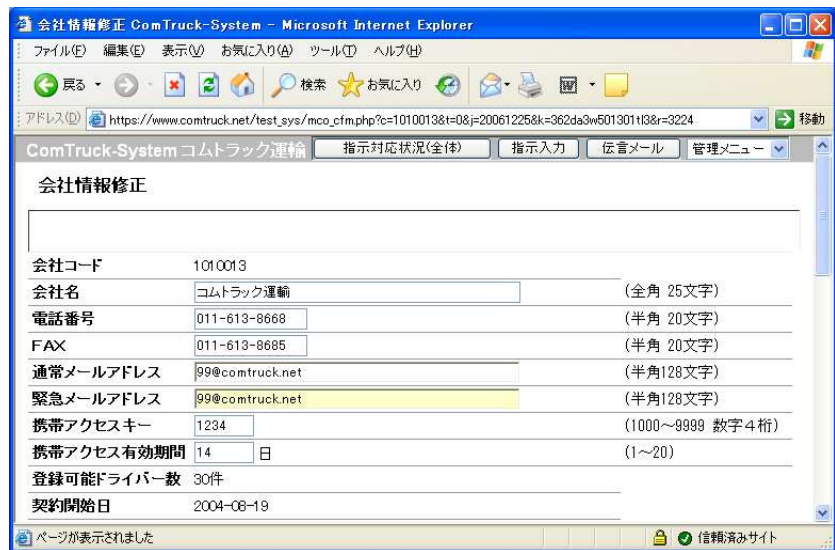 会社情報修正 ComTruck-System - Microsoft Internet Explorer
ファイル(F) 編集(E) 表示(V) お気に入り(A) ツール(T) ヘルプ(H)
戻る 検索 お気に入り
アドレス(D) https://www.comtruck.net/test_sys/mco_cfm.php?c=1010013&t=0&j=20061225&k=362da3w501301tl3&r=3224 移動
ComTruck-System コムトラック運輸 指示対応状況(全体) 指示入力 伝言メール 管理メニュー
会社情報修正
会社コード 1010013
会社名 コムトラック運輸 (全角 25文字)
電話番号 011-613-8668 (半角 20文字)
FAX 011-613-8685 (半角 20文字)
通常メールアドレス 99@comtruck.net (半角128文字)
緊急メールアドレス 99@comtruck.net (半角128文字)
携帯アクセスキー 1234 (1000～9999 数字4桁)
携帯アクセス有効期間 14 日 (1～20)
登録可能ドライバー数 30件
契約開始日 2004-08-19
ページが表示されました 信頼済みサイト